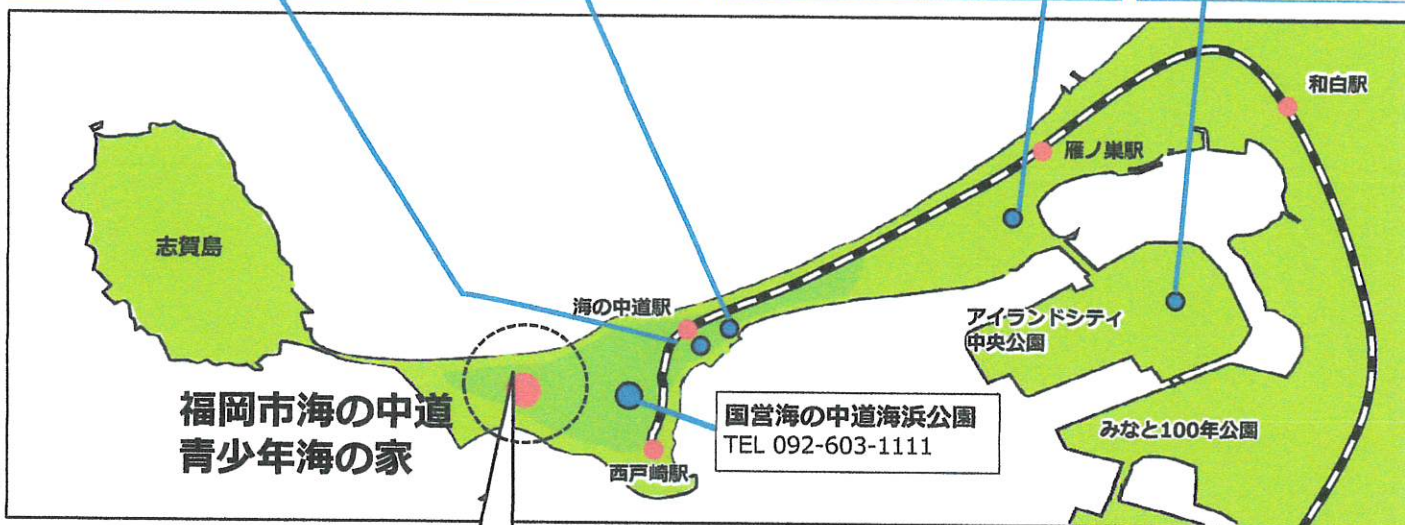 和白駅
雁ノ巣駅
志賀島
海の中道駅
アイランドシティ
中央公園
福岡市海の中道
青少年海の家
国営海の中道海浜公園
TEL 092-603-1111
みなと100年公園
西戸崎駅